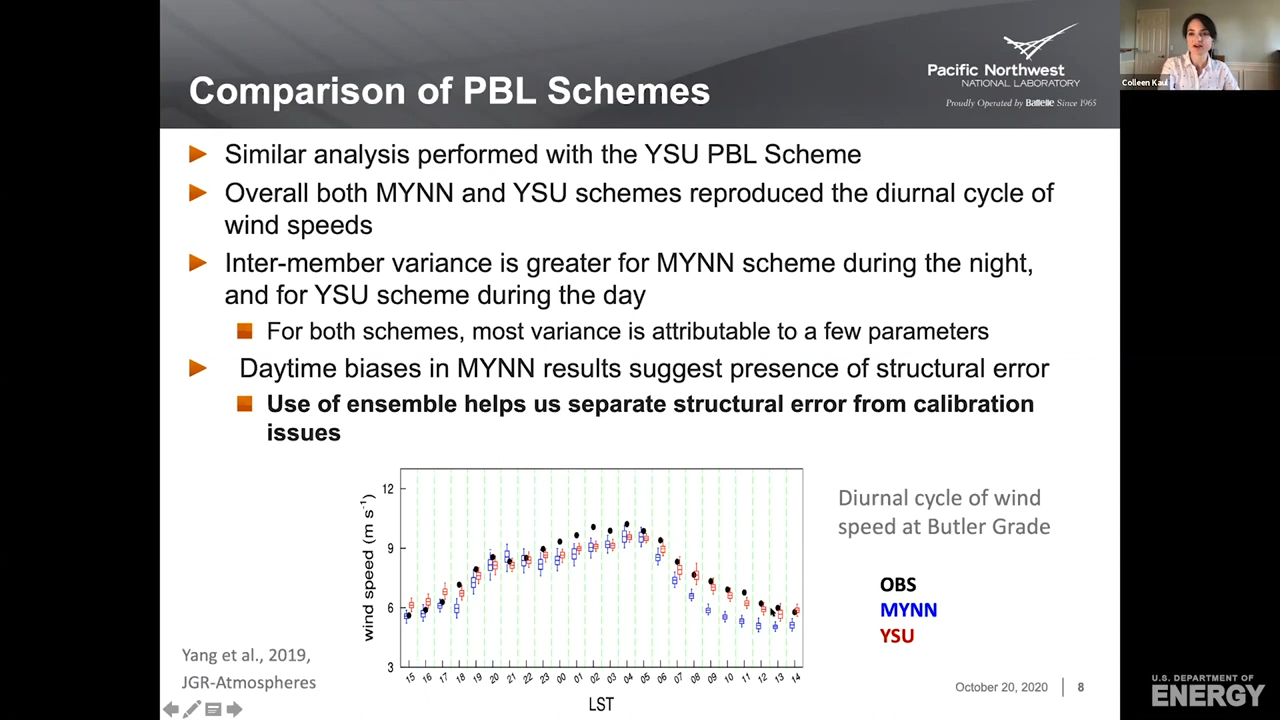 Comparison of PBL Schemes
Pacific Northwest
NATIONAL LABORATORY
Proudly Operated by Battelle Since 1965
Colleen Kaul
Similar analysis performed with the YSU PBL Scheme
Overall both MYNN and YSU schemes reproduced the diurnal cycle of
wind speeds
Inter-member variance is greater for MYNN scheme during the night,
and for YSU scheme during the day
For both schemes, most variance is attributable to a few parameters
Daytime biases in MYNN results suggest presence of structural error
Use of ensemble helps us separate structural error from calibration
issues
wind speed (m s-1)
12
9
6
3
15 16 17 18 19 20 21 22 23 00 01 02 03 04 05 06 07 08 09 10 11 12 13 14
LST
Diurnal cycle of wind
speed at Butler Grade
OBS
MYNN
YSU
Yang et al., 2019,
JGR-Atmospheres
October 20, 2020 8
U.S. DEPARTMENT OF
ENERGY